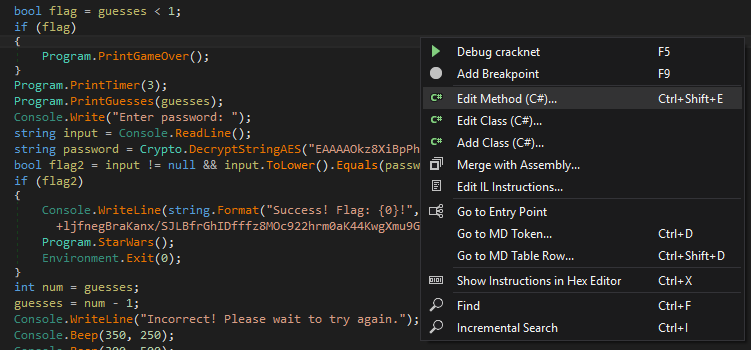 bool flag = guesses < 1;
if (flag)
{
Program.PrintGameOver();
}
Program.PrintTimer(3);
Program.PrintGuesses(guesses);
Console.Write("Enter password: ");
string input = Console.ReadLine();
string password = Crypto.DecryptStringAES("EAAAAOkz8XiBpPh
bool flag2 = input != null && input.ToLower().Equals(passw
if (flag2)
{
Console.WriteLine(string.Format("Success! Flag: {0}!",
+ljfnegBraKanx/SJLBfrGhIDfffz8MOc922hrm0aK44KwgXmu9G
Program.StarWars();
Environment.Exit(0);
}
int num = guesses;
guesses = num - 1;
Console.WriteLine("Incorrect! Please wait to try again.");
Console.Beep(350, 250);
Console.Beep(300, 500);
Debug cracknet F5
Add Breakpoint F9
C# Edit Method (C#)... Ctrl+Shift+E
C# Edit Class (C#)...
C# Add Class (C#)...
Merge with Assembly...
Edit IL Instructions...
Go to Entry Point
Go to MD Token... Ctrl+D
Go to MD Table Row... Ctrl+Shift+D
Show Instructions in Hex Editor Ctrl+X
Find Ctrl+F
Incremental Search Ctrl+I